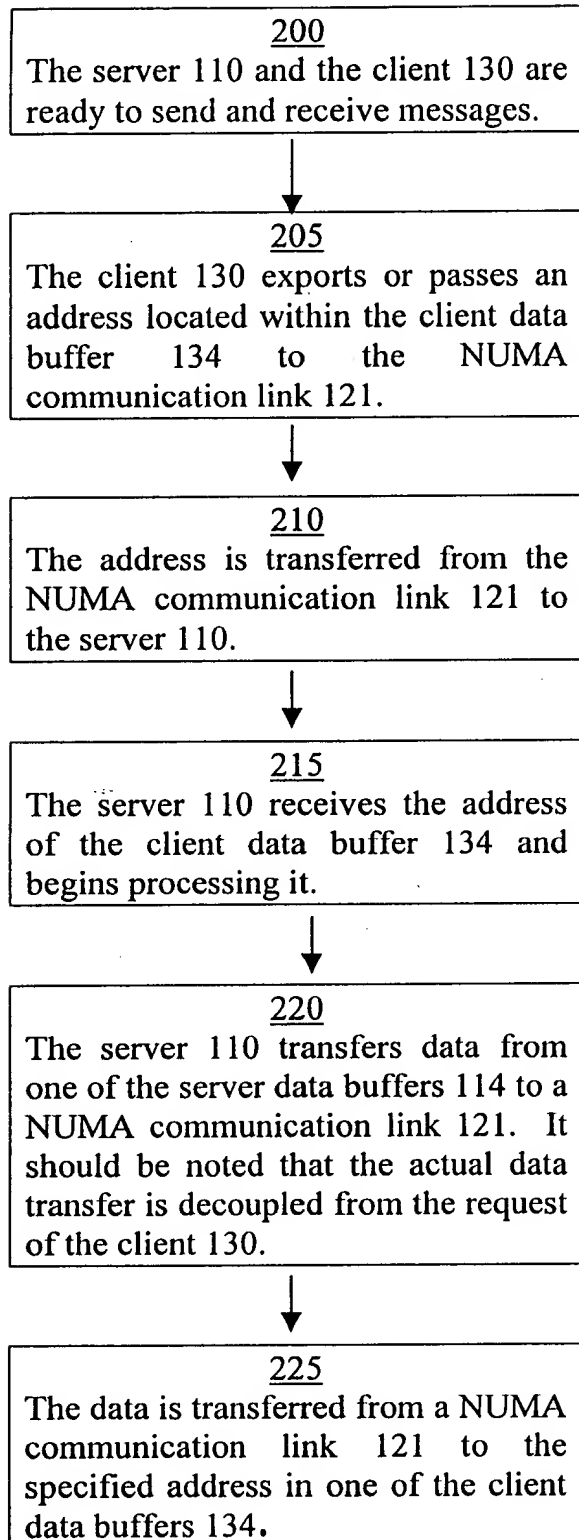 200
The server 110 and the client 130 are
ready to send and receive messages.
205
The client 130 exports or passes an
address located within the client data
buffer 134 to the NUMA
communication link 121.
210
The address is transferred from the
NUMA communication link 121 to
the server 110.
215
The server 110 receives the address
of the client data buffer 134 and
begins processing it.
220
The server 110 transfers data from
one of the server data buffers 114 to a
NUMA communication link 121. It
should be noted that the actual data
transfer is decoupled from the request
of the client 130.
225
The data is transferred from a NUMA
communication link 121 to the
specified address in one of the client
data buffers 134.